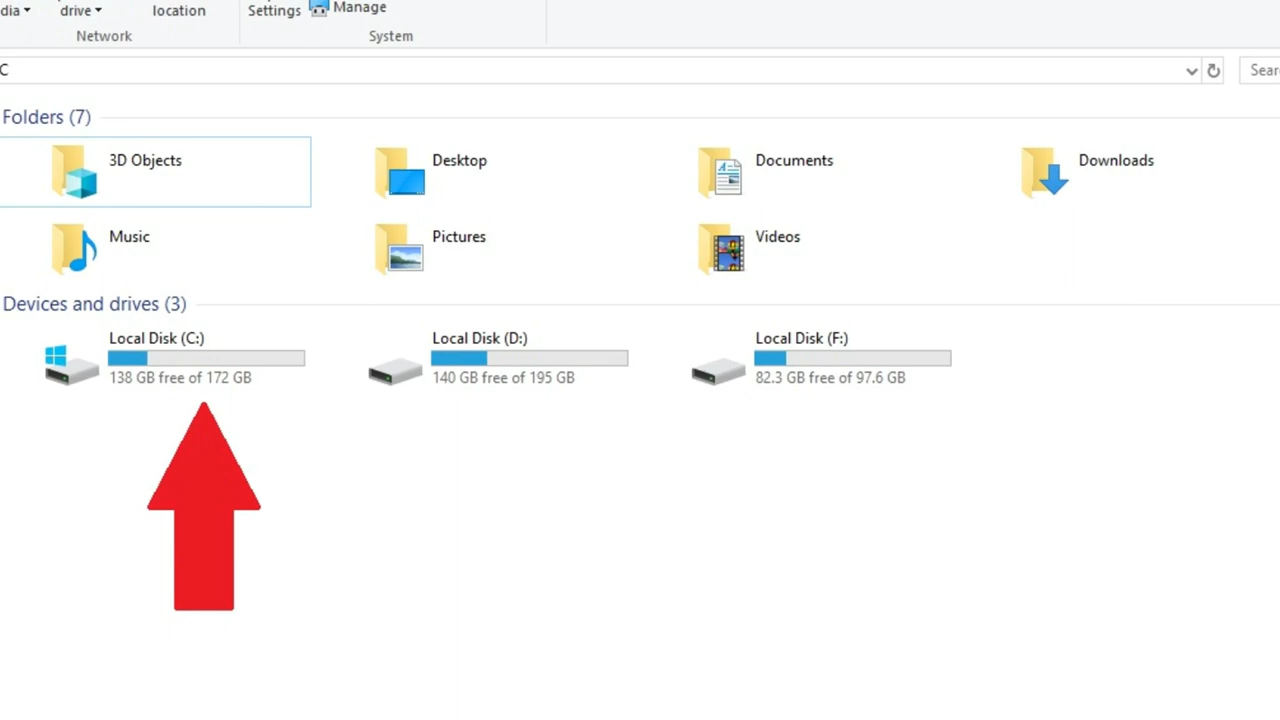 dia drive location Settings Manage
Network System
C Sear
Folders (7)
3D Objects Desktop Documents Downloads
Music Pictures Videos
Devices and drives (3)
Local Disk (C:) Local Disk (D:) Local Disk (F:)
138 GB free of 172 GB 140 GB free of 195 GB 82.3 GB free of 97.6 GB